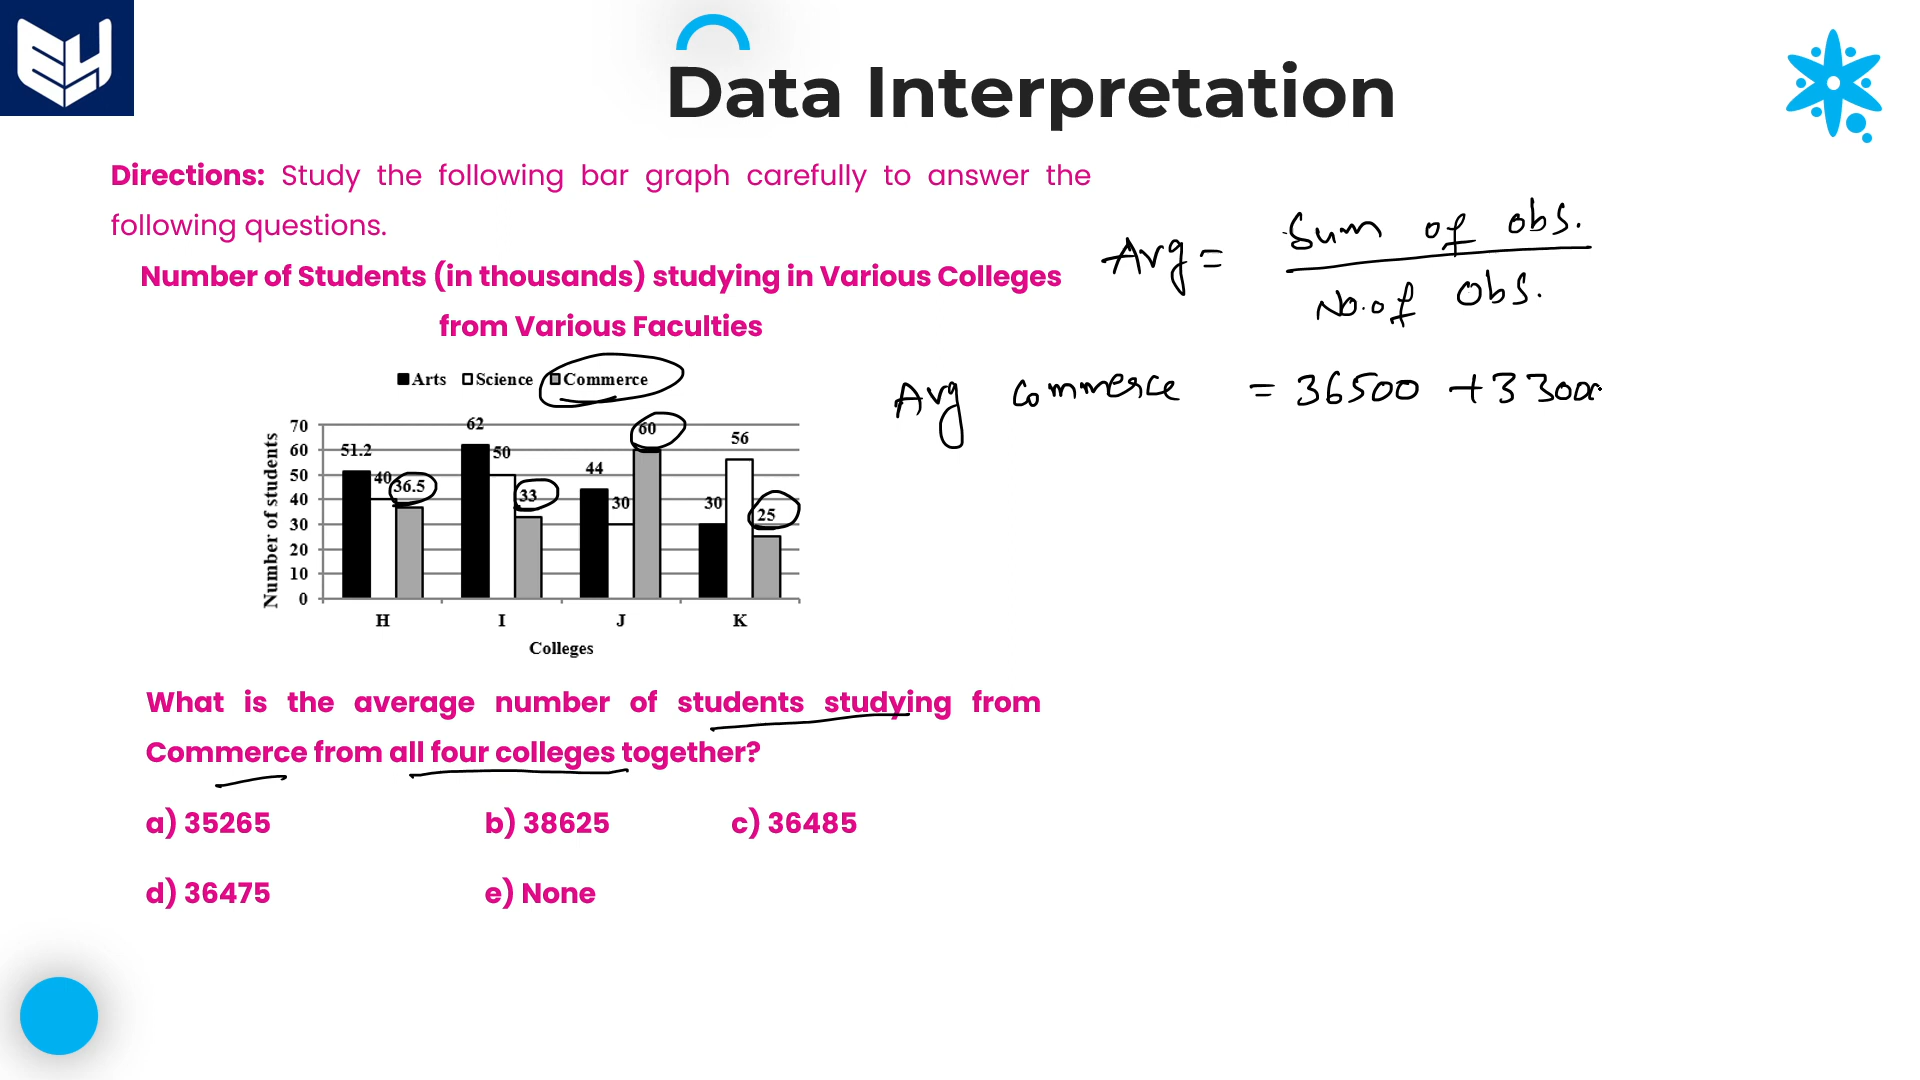 Data Interpretation
Directions: Study the following bar graph carefully to answer the
following questions.
Number of Students (in thousands) studying in Various Colleges
from Various Faculties
Arts Science Commerce
Number of students
70
60
50
40
30
20
10
0
51.2 40 36.5
62 50 33
44 30 60
30 56 25
H I J K
Colleges
What is the average number of students studying from
Commerce from all four colleges together?
a) 35265 b) 38625 c) 36485
d) 36475 e) None
Avg = Sum of obs.
No. of obs.
Avg Commerce = 36500 + 33000